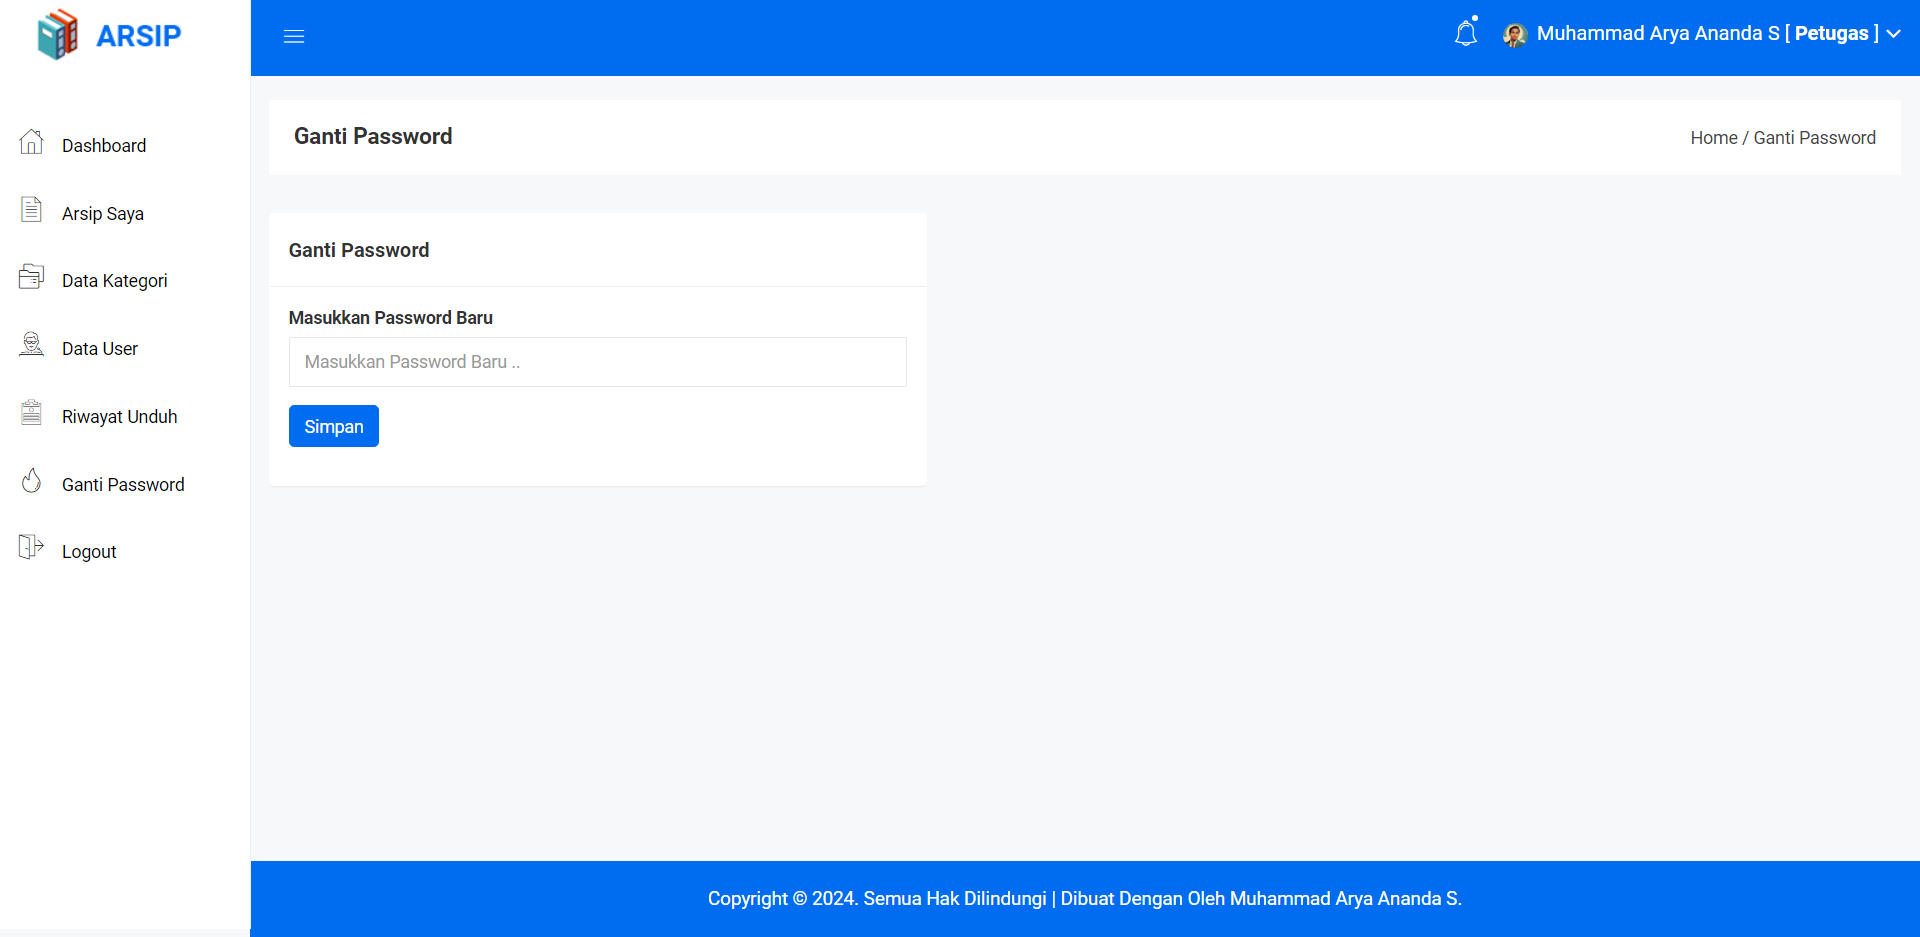 ARSIP
Muhammad Arya Ananda S [ Petugas ]
Dashboard
Arsip Saya
Data Kategori
Data User
Riwayat Unduh
Ganti Password
Logout
Ganti Password
Home / Ganti Password
Ganti Password
Masukkan Password Baru
Masukkan Password Baru ..
Simpan
Copyright © 2024. Semua Hak Dilindungi | Dibuat Dengan Oleh Muhammad Arya Ananda S.